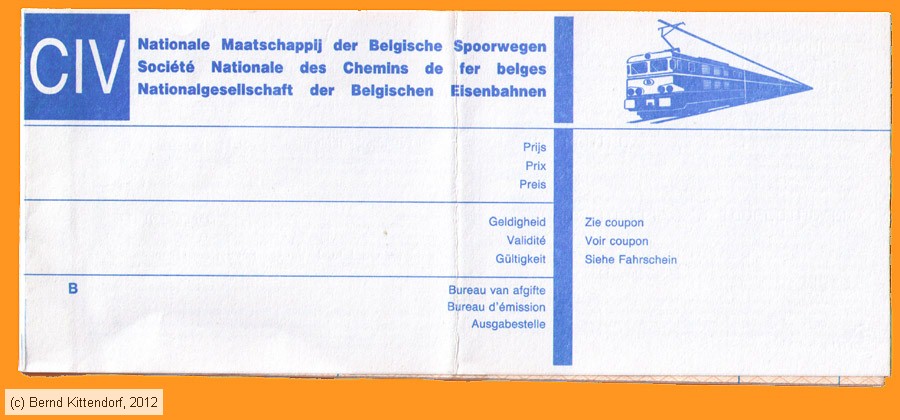 CIV
Nationale Maatschappij der Belgische Spoorwegen
Société Nationale des Chemins de fer belges
Nationalgesellschaft der Belgischen Eisenbahnen
Prijs
Prix
Preis
Geldigheid
Validité
Gültigkeit
Zie coupon
Voir coupon
Siehe Fahrschein
B
Bureau van afgifte
Bureau d'émission
Ausgabestelle
(c) Bernd Kittendorf, 2012